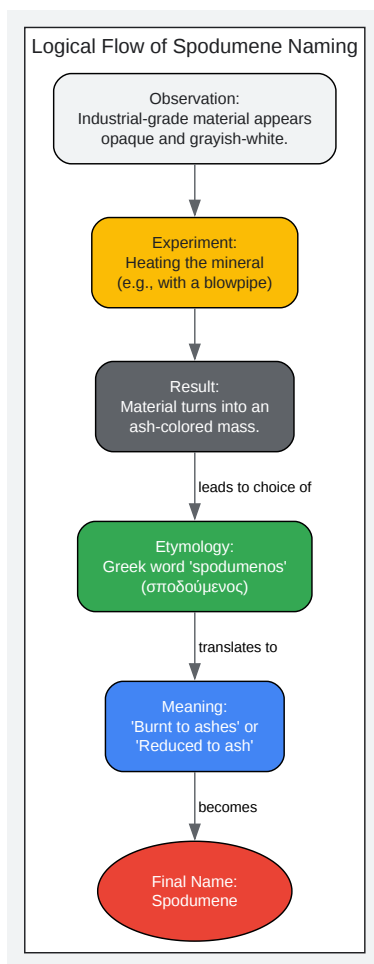 Logical Flow of Spodumene Naming
Observation:
Industrial-grade material appears
opaque and grayish-white.
Experiment:
Heating the mineral
(e.g., with a blowpipe)
Result:
Material turns into an
ash-colored mass.
leads to choice of
Etymology:
Greek word 'spodumenos'
(σποδούμενος)
translates to
Meaning:
'Burnt to ashes' or
'Reduced to ash'
becomes
Final Name:
Spodumene